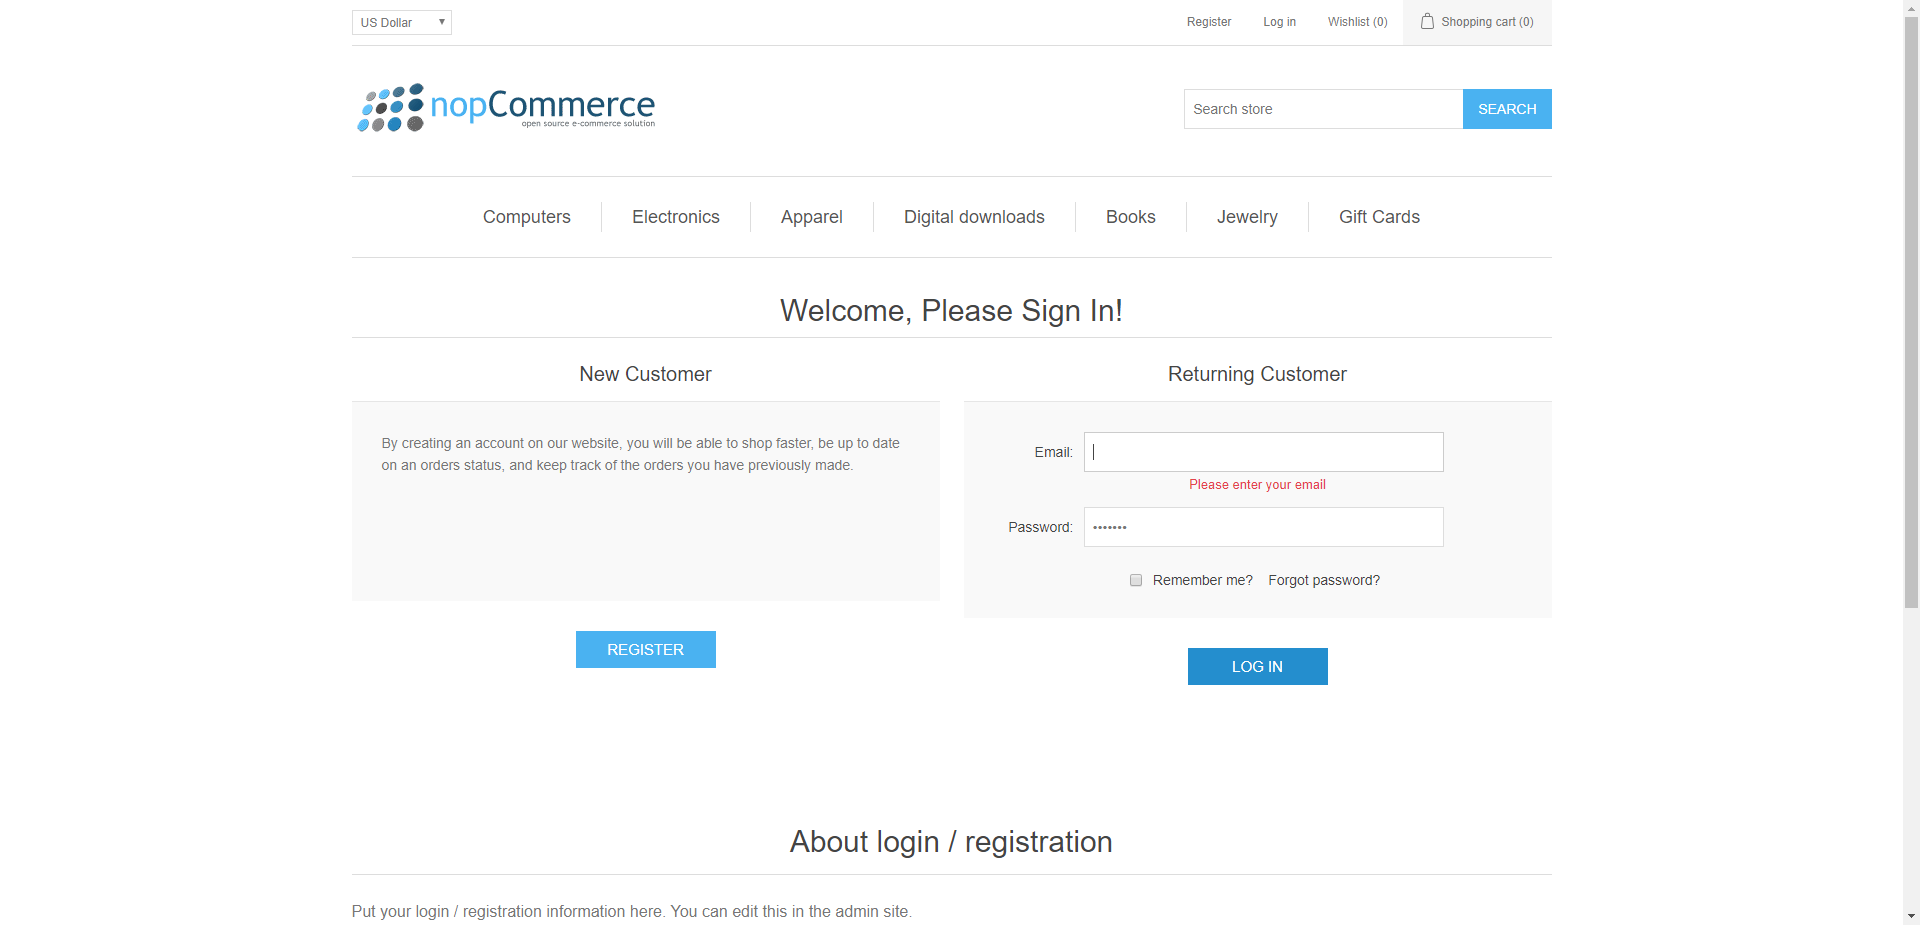 US Dollar
Register
Log in
Wishlist (0)
Shopping cart (0)
nopCommerce
open source e-commerce solution
Search store
SEARCH
Computers
Electronics
Apparel
Digital downloads
Books
Jewelry
Gift Cards
Welcome, Please Sign In!
New Customer
By creating an account on our website, you will be able to shop faster, be up to date
on an orders status, and keep track of the orders you have previously made.
REGISTER
Returning Customer
Email:
Please enter your email
Password:
•••••••
Remember me?
Forgot password?
LOG IN
About login / registration
Put your login / registration information here. You can edit this in the admin site.